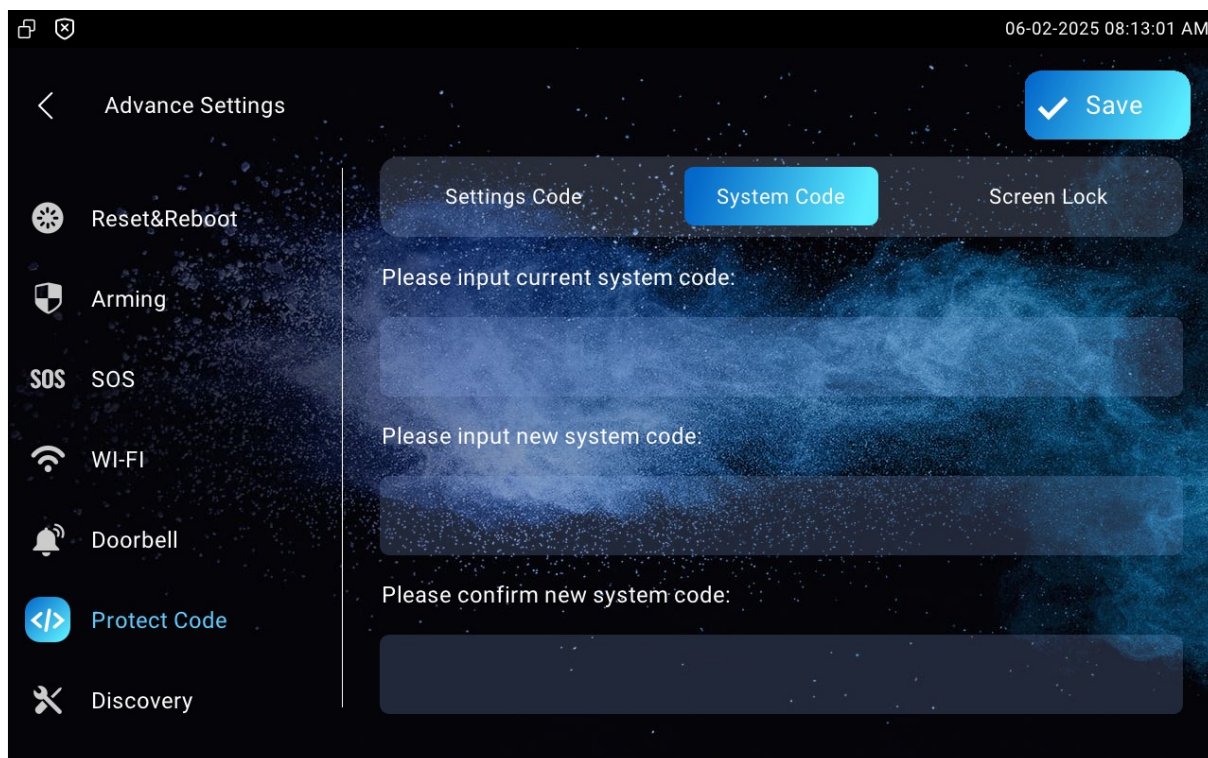 06-02-2025 08:13:01 AM
Advance Settings
Save
Reset&Reboot
Arming
SOS SOS
WI-FI
Doorbell
</> Protect Code
Discovery
Settings Code
System Code
Screen Lock
Please input current system code:
Please input new system code:
Please confirm new system code: